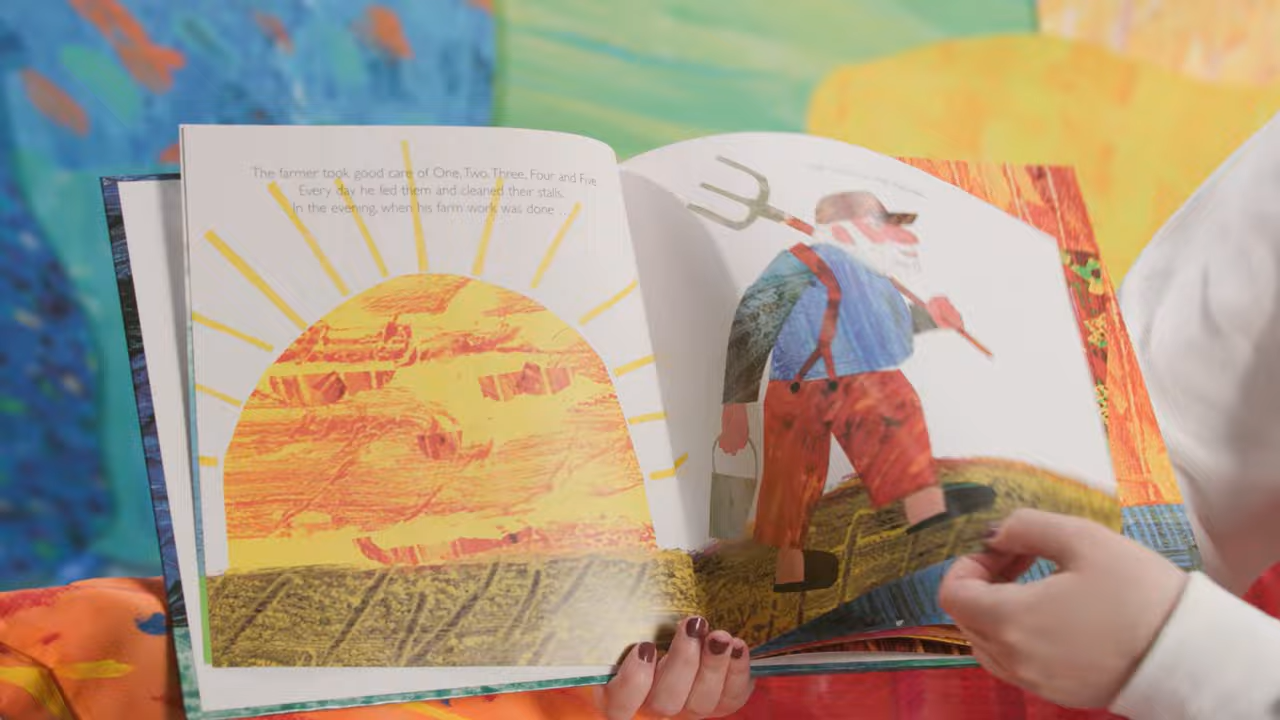 The farmer took good care of One, Two, Three, Four and Five
Every day he fed them and cleaned their stalls.
In the evening, when his farm work was done ...